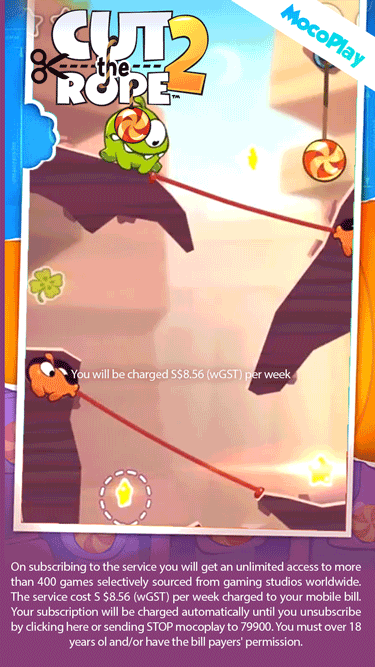 MocoPlay
CUT
the
ROPE 2™
You will be charged S$8.56 (wGST) per week
On subscribing to the service you will get an unlimited access to more
than 400 games selectively sourced from gaming studios worldwide.
The service cost S $8.56 (wGST) per week charged to your mobile bill.
Your subscription will be charged automatically until you unsubscribe
by clicking here or sending STOP mocoplay to 79900. You must over 18
years ol and/or have the bill payers' permission.